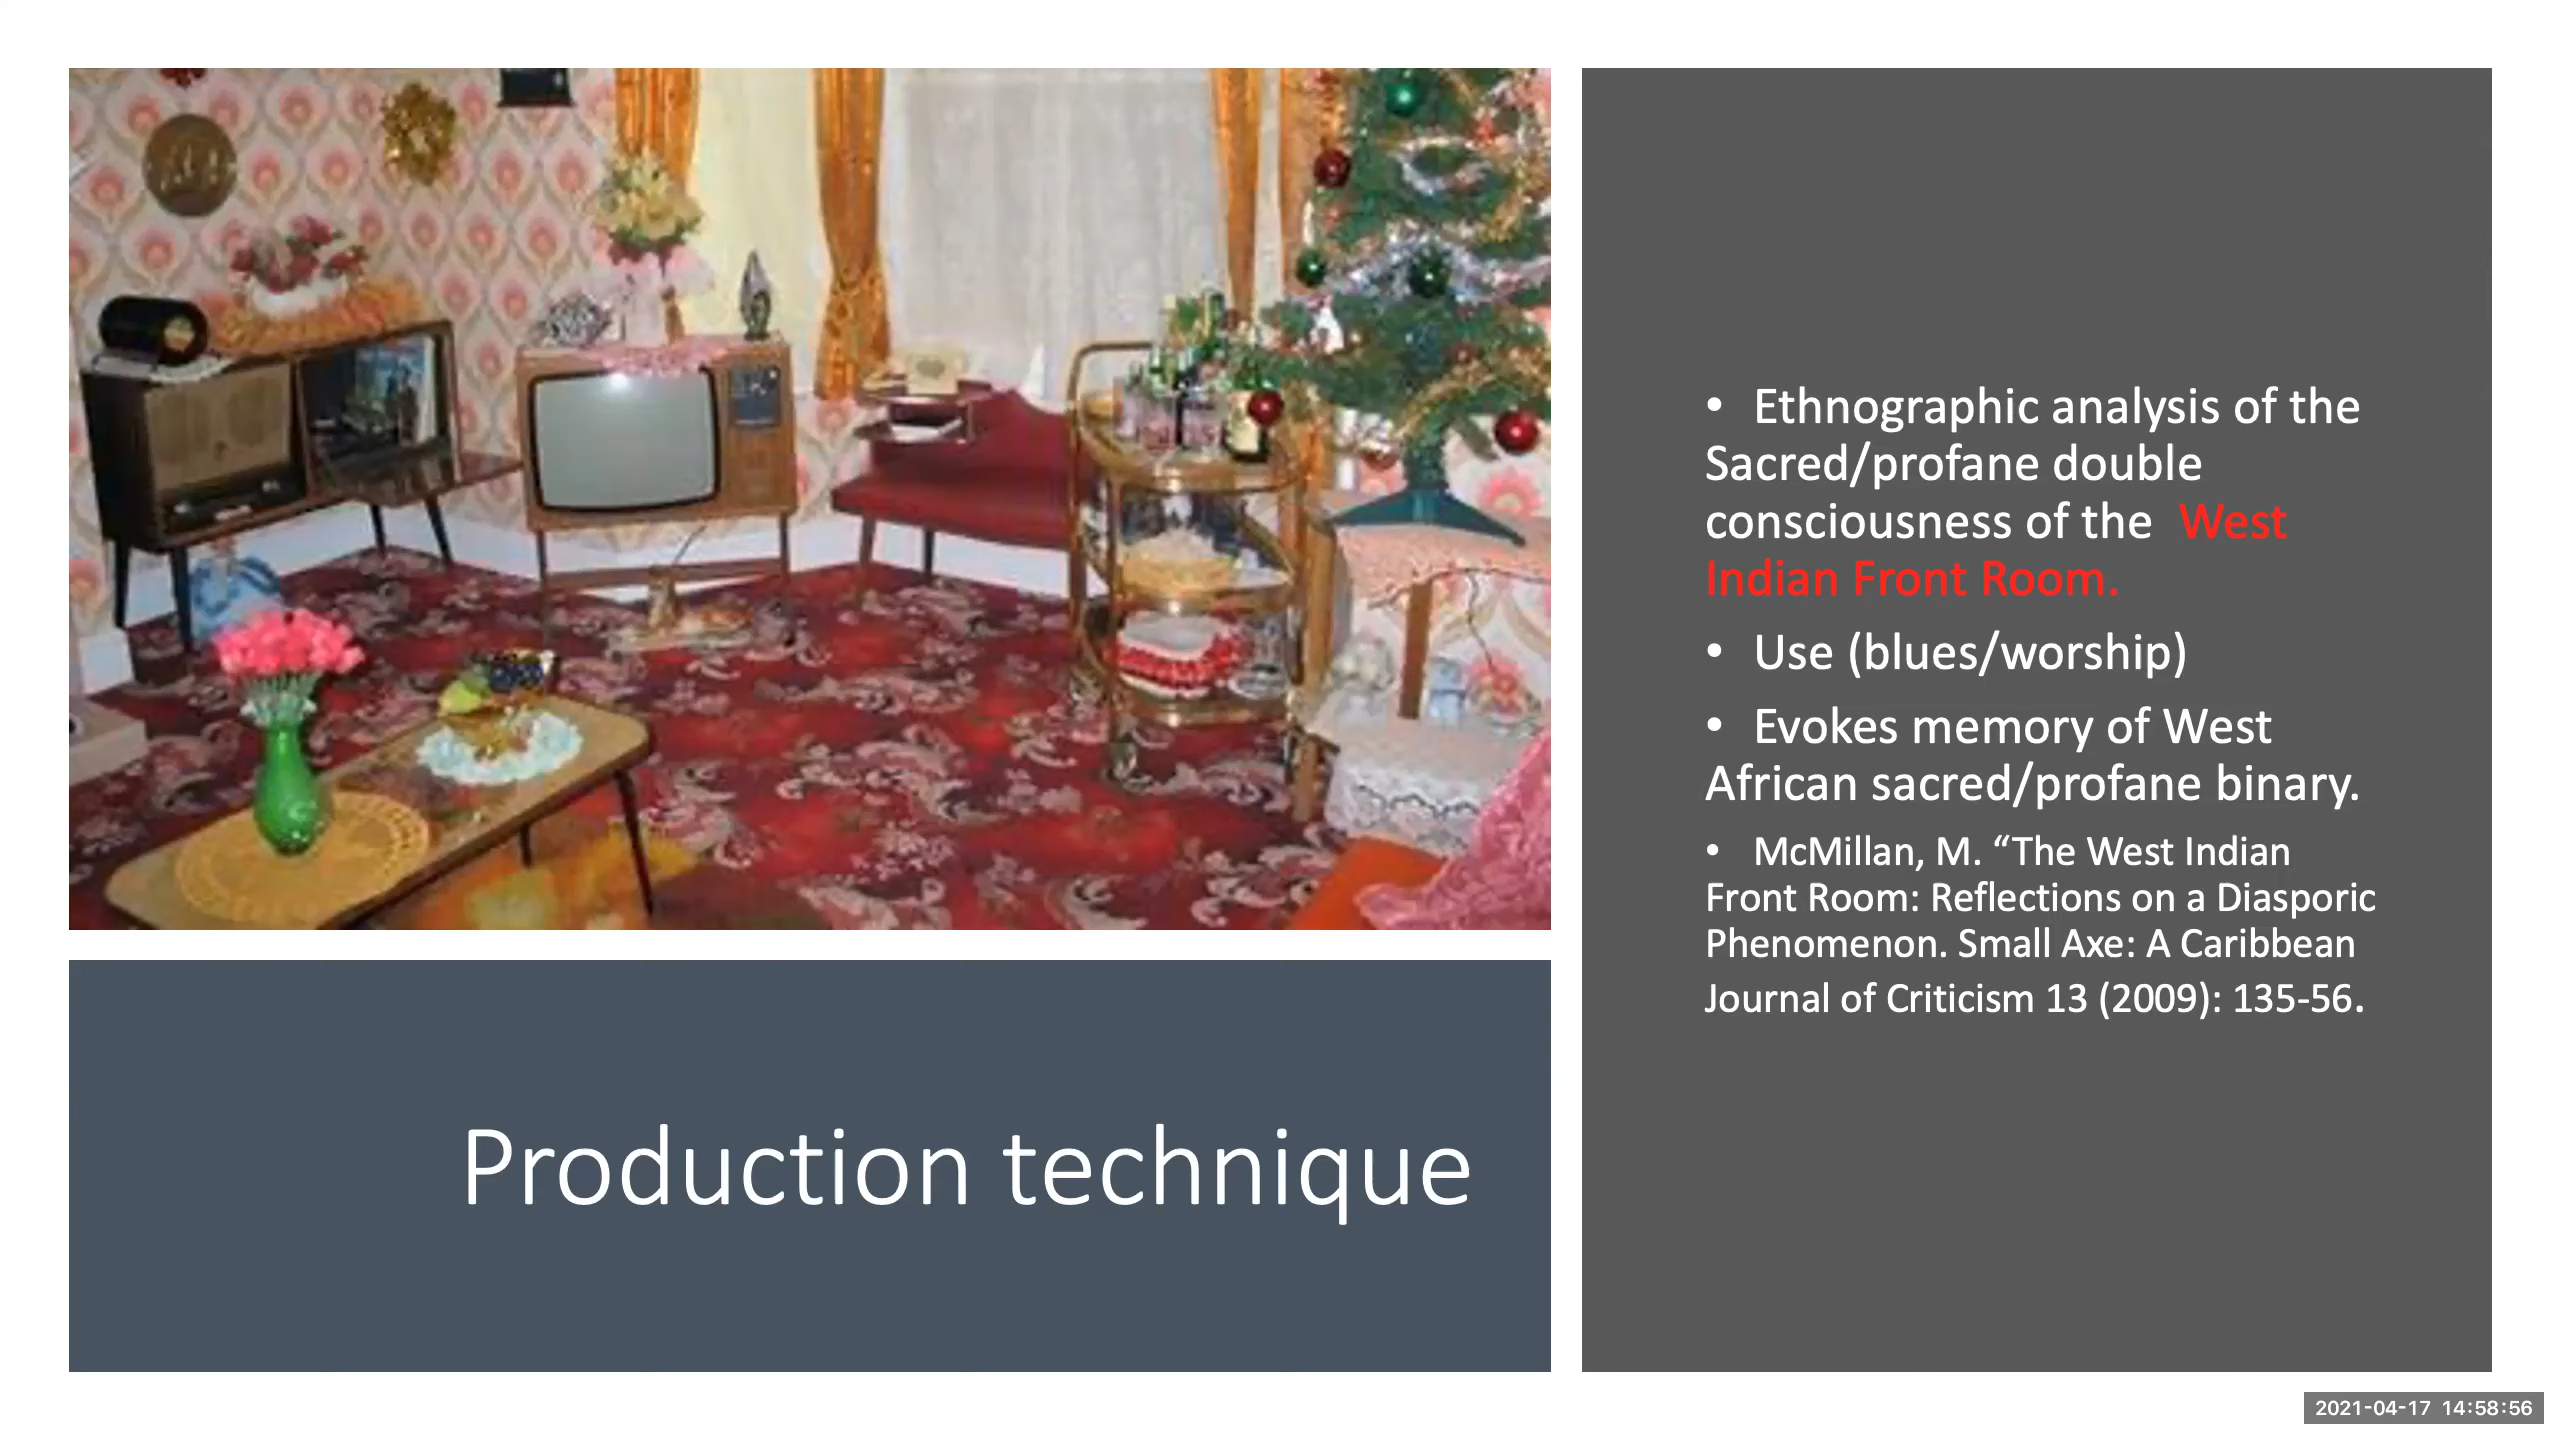 Production technique
• Ethnographic analysis of the
Sacred/profane double
consciousness of the West
Indian Front Room.
• Use (blues/worship)
• Evokes memory of West
African sacred/profane binary.
• McMillan, M. “The West Indian
Front Room: Reflections on a Diasporic
Phenomenon. Small Axe: A Caribbean
Journal of Criticism 13 (2009): 135-56.
2021-04-17 14:58:56